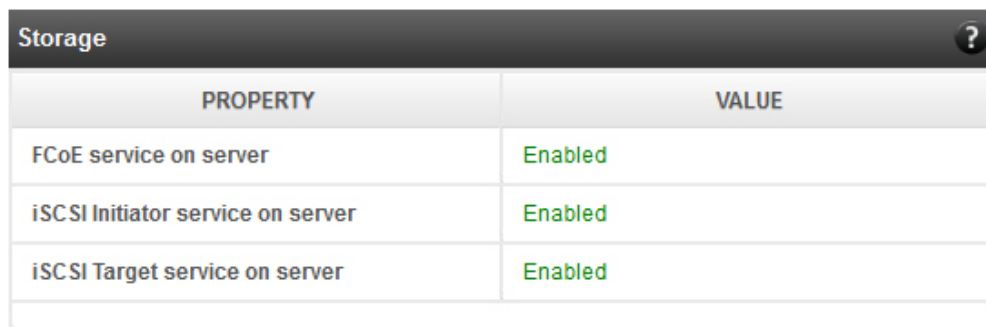 Storage ?
PROPERTY VALUE
FCoE service on server Enabled
iSCSI Initiator service on server Enabled
iSCSI Target service on server Enabled